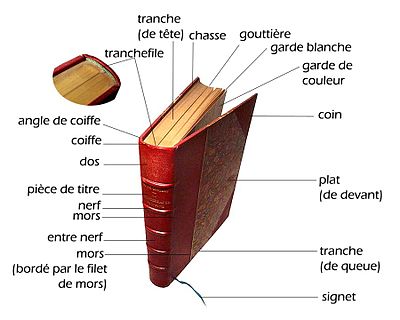 tranche
(de tête)
chasse
gouttière
tranchefile
garde blanche
garde de
couleur
angle de coiffe
coin
coiffe
dos
plat
(de devant)
pièce de titre
nerf
mors
entre nerf
mors
(bordé par le filet
de mors)
tranche
(de queue)
signet